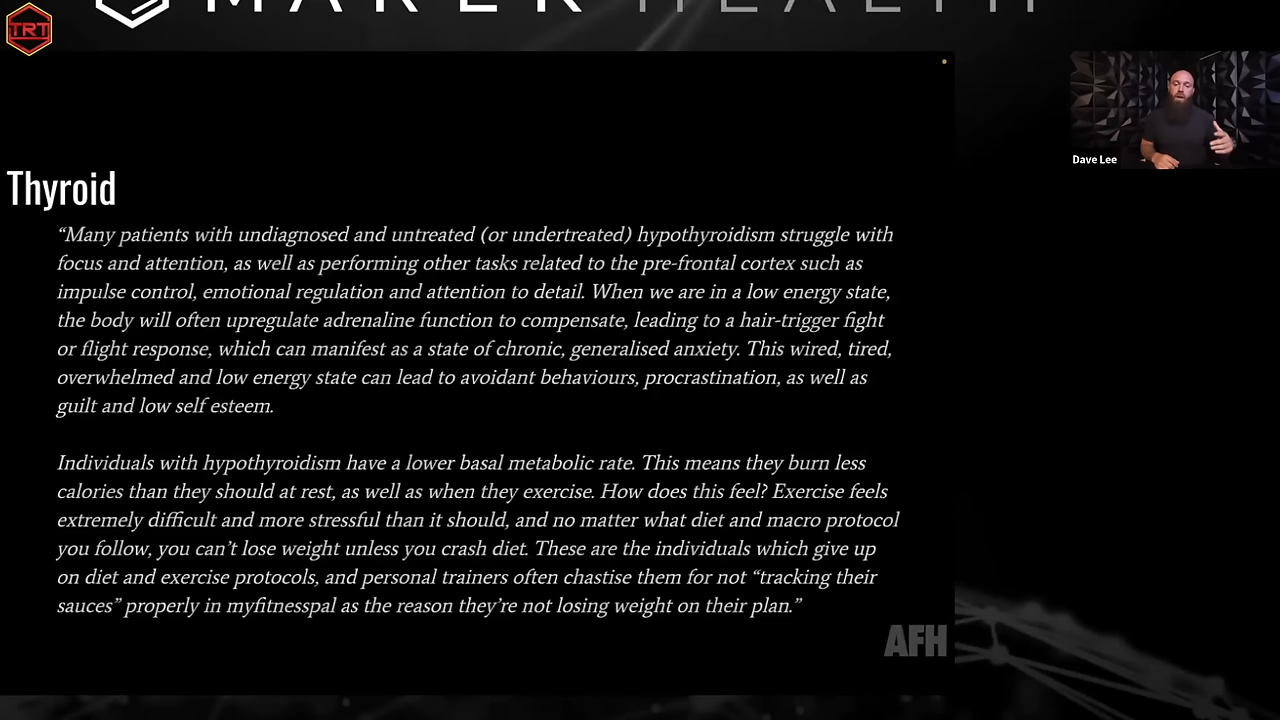 MAREK HEALTH
TRT
Dave Lee
Thyroid
“Many patients with undiagnosed and untreated (or undertreated) hypothyroidism struggle with
focus and attention, as well as performing other tasks related to the pre-frontal cortex such as
impulse control, emotional regulation and attention to detail. When we are in a low energy state,
the body will often upregulate adrenaline function to compensate, leading to a hair-trigger fight
or flight response, which can manifest as a state of chronic, generalised anxiety. This wired, tired,
overwhelmed and low energy state can lead to avoidant behaviours, procrastination, as well as
guilt and low self esteem.
Individuals with hypothyroidism have a lower basal metabolic rate. This means they burn less
calories than they should at rest, as well as when they exercise. How does this feel? Exercise feels
extremely difficult and more stressful than it should, and no matter what diet and macro protocol
you follow, you can’t lose weight unless you crash diet. These are the individuals which give up
on diet and exercise protocols, and personal trainers often chastise them for not “tracking their
sauces” properly in myfitnesspal as the reason they’re not losing weight on their plan.”
AFH